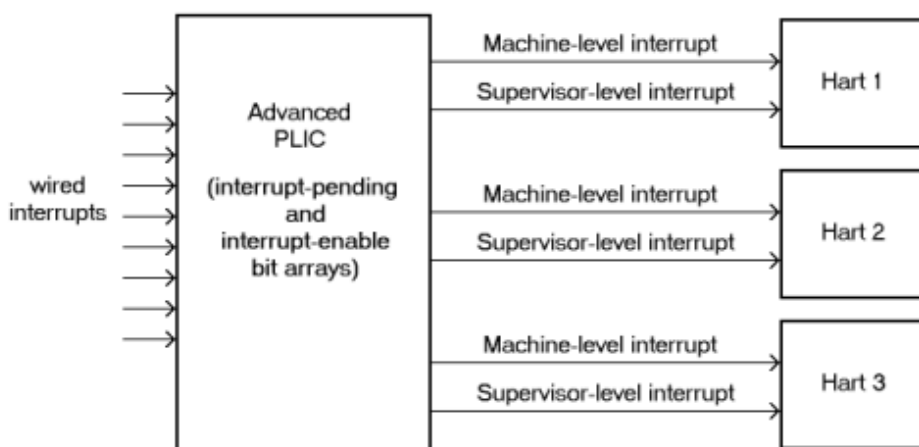 wired
interrupts
Advanced
PLIC
(interrupt-pending
and
interrupt-enable
bit arrays)
Machine-level interrupt
Supervisor-level interrupt
Hart 1
Machine-level interrupt
Supervisor-level interrupt
Hart 2
Machine-level interrupt
Supervisor-level interrupt
Hart 3